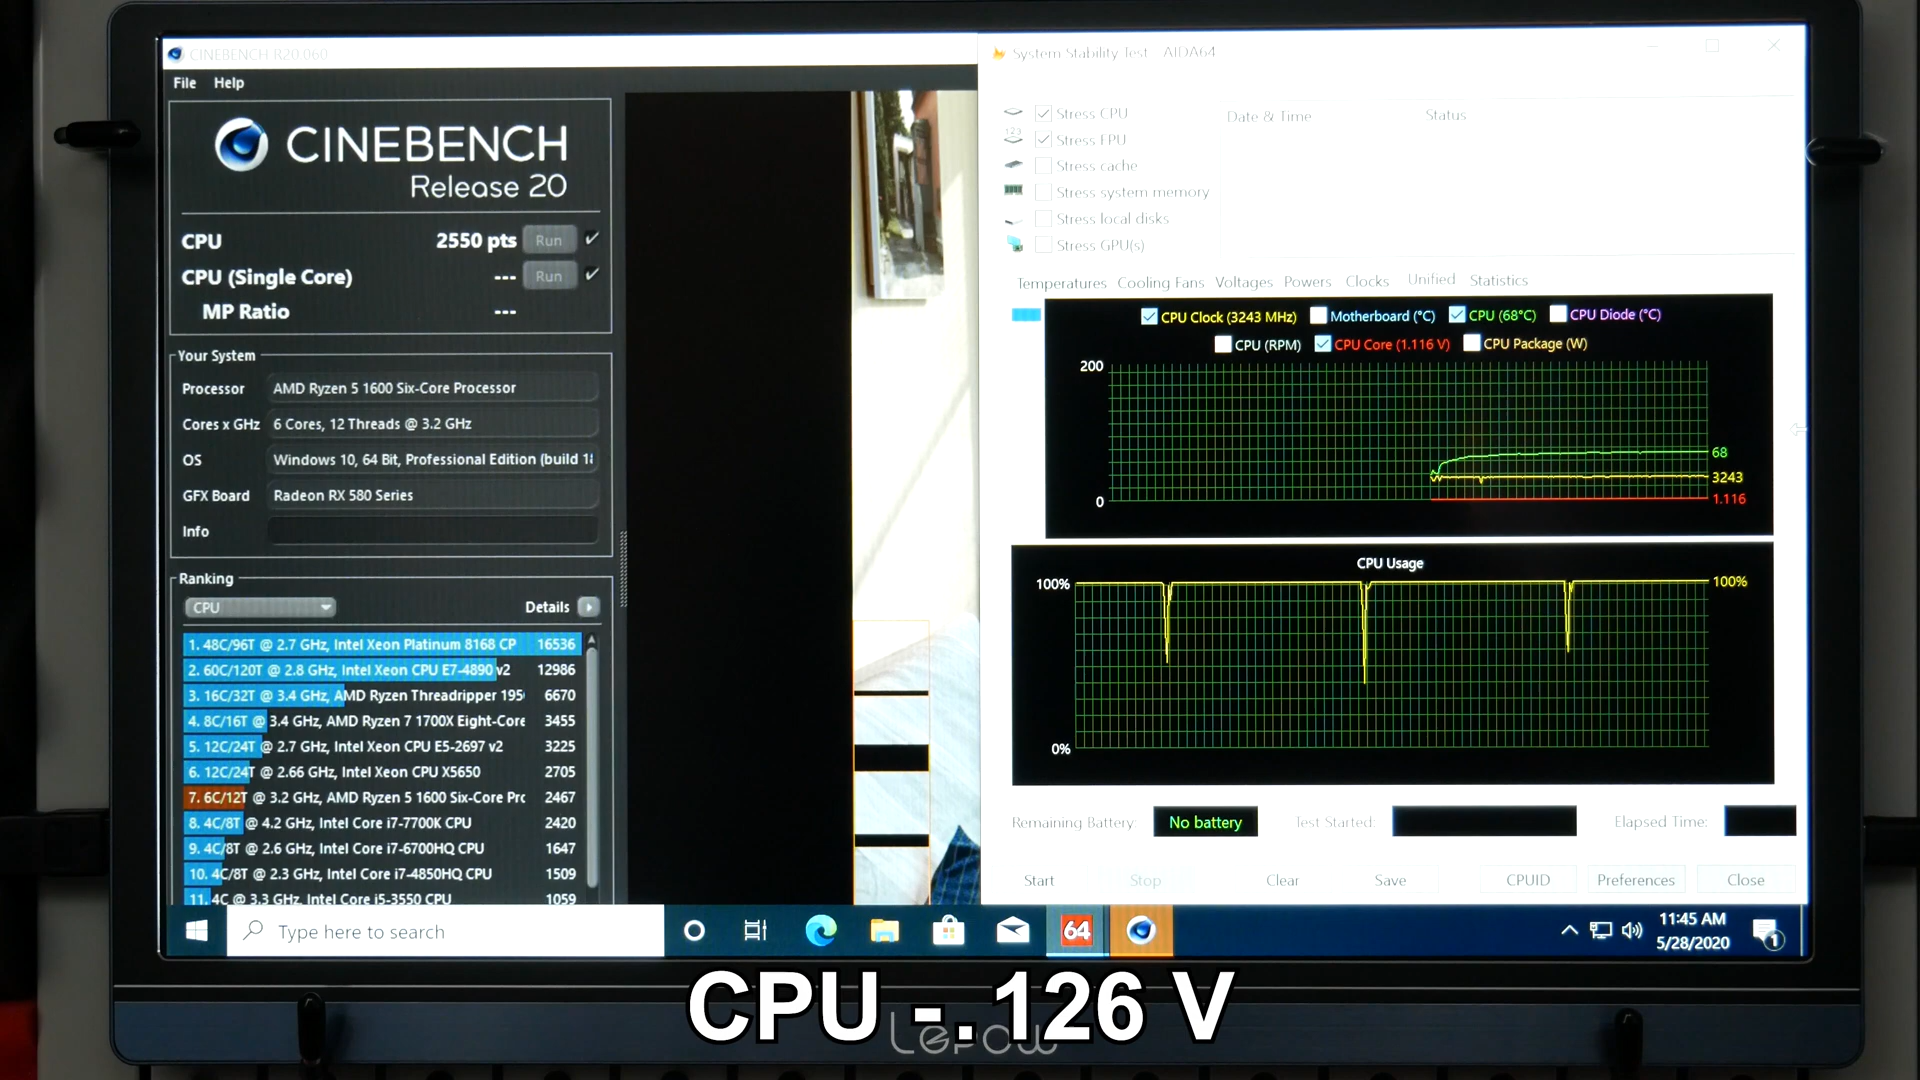 CINEBENCH R20.060
File Help
CINEBENCH
Release 20
CPU 2550 pts Run
CPU (Single Core) --- Run
MP Ratio ---
Your System
Processor AMD Ryzen 5 1600 Six-Core Processor
Cores x GHz 6 Cores, 12 Threads @ 3.2 GHz
OS Windows 10, 64 Bit, Professional Edition (build 18
GFX Board Radeon RX 580 Series
Info
Ranking
CPU Details
1. 48C/96T @ 2.7 GHz, Intel Xeon Platinum 8168 CP 16536
2. 60C/120T @ 2.8 GHz, Intel Xeon CPU E7-4890 v2 12986
3. 16C/32T @ 3.4 GHz, AMD Ryzen Threadripper 195 6670
4. 8C/16T @ 3.4 GHz, AMD Ryzen 7 1700X Eight-Core 3455
5. 12C/24T @ 2.7 GHz, Intel Xeon CPU E5-2697 v2 3225
6. 12C/24T @ 2.66 GHz, Intel Xeon CPU X5650 2705
7. 6C/12T @ 3.2 GHz, AMD Ryzen 5 1600 Six-Core Prc 2467
8. 4C/8T @ 4.2 GHz, Intel Core i7-7700K CPU 2420
9. 4C/8T @ 2.6 GHz, Intel Core i7-6700HQ CPU 1647
10. 4C/8T @ 2.3 GHz, Intel Core i7-4850HQ CPU 1509
11. 4C @ 3.3 GHz, Intel Core i5-3550 CPU 1059
System Stability Test - AIDA64
Stress CPU
123
Stress FPU
Stress cache
Stress system memory
Stress local disks
Stress GPU(s)
Date & Time Status
Temperatures Cooling Fans Voltages Powers Clocks Unified Statistics
CPU Clock (3243 MHz) Motherboard (°C) CPU (68°C) CPU Diode (°C)
CPU (RPM) CPU Core (1.116 V) CPU Package (W)
200
68
3243
1.116
0
CPU Usage
100% 100%
0%
Remaining Battery: No battery Test Started: Elapsed Time:
Start Stop Clear Save CPUID Preferences Close
Type here to search
64
11:45 AM
5/28/2020
1
CPU -.126 V
Lepow